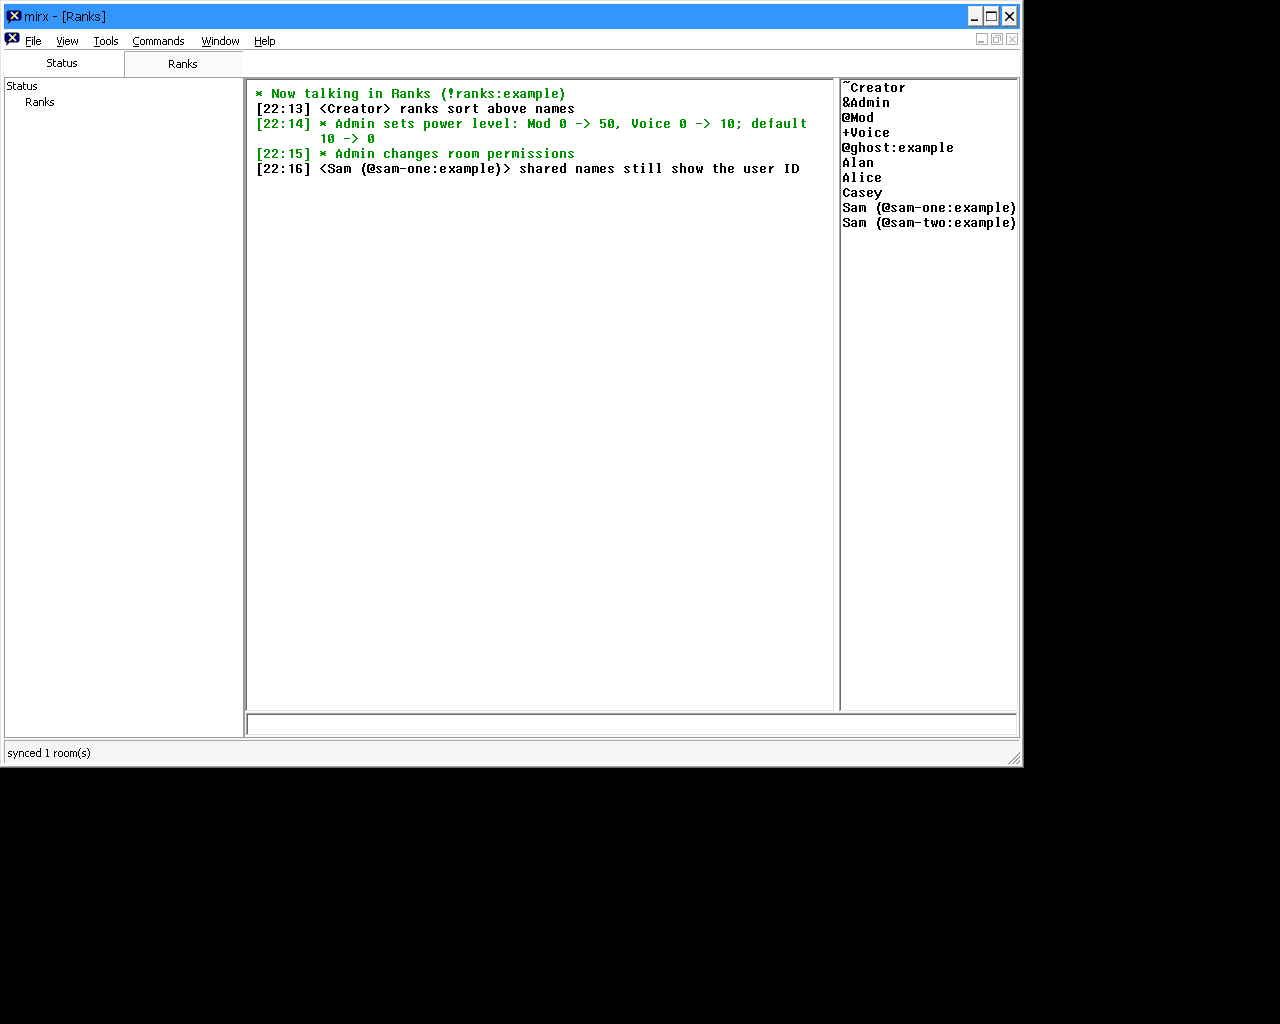 mirx - [Ranks]
File View Tools Commands Window Help
Status Ranks
Status
Ranks
* Now talking in Ranks (!ranks:example)
[22:13] <Creator> ranks sort above names
[22:14] * Admin sets power level: Mod 0 -> 50, Voice 0 -> 10; default
10 -> 0
[22:15] * Admin changes room permissions
[22:16] <Sam (@sam-one:example)> shared names still show the user ID
~Creator
&Admin
@Mod
+Voice
@ghost:example
Alan
Alice
Casey
Sam (@sam-one:example)
Sam (@sam-two:example)
synced 1 room(s)